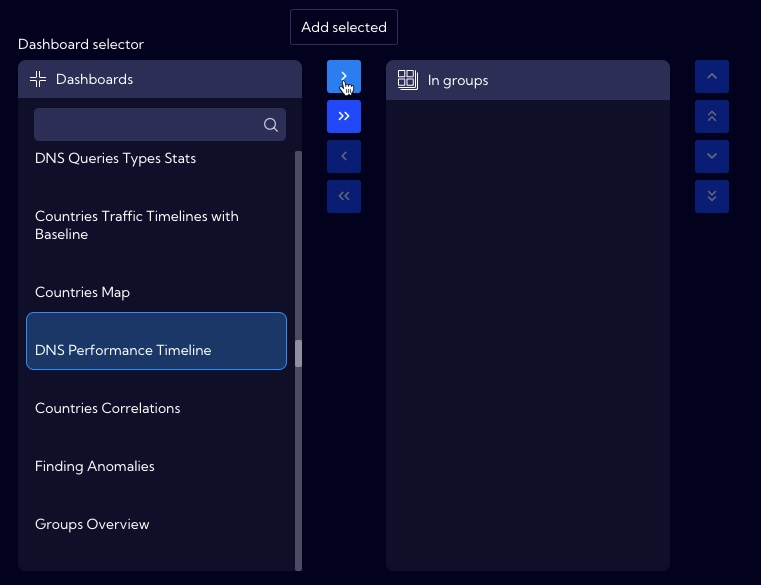 Add selected
Dashboard selector
Dashboards
In groups
DNS Queries Types Stats
Countries Traffic Timelines with
Baseline
Countries Map
DNS Performance Timeline
Countries Correlations
Finding Anomalies
Groups Overview